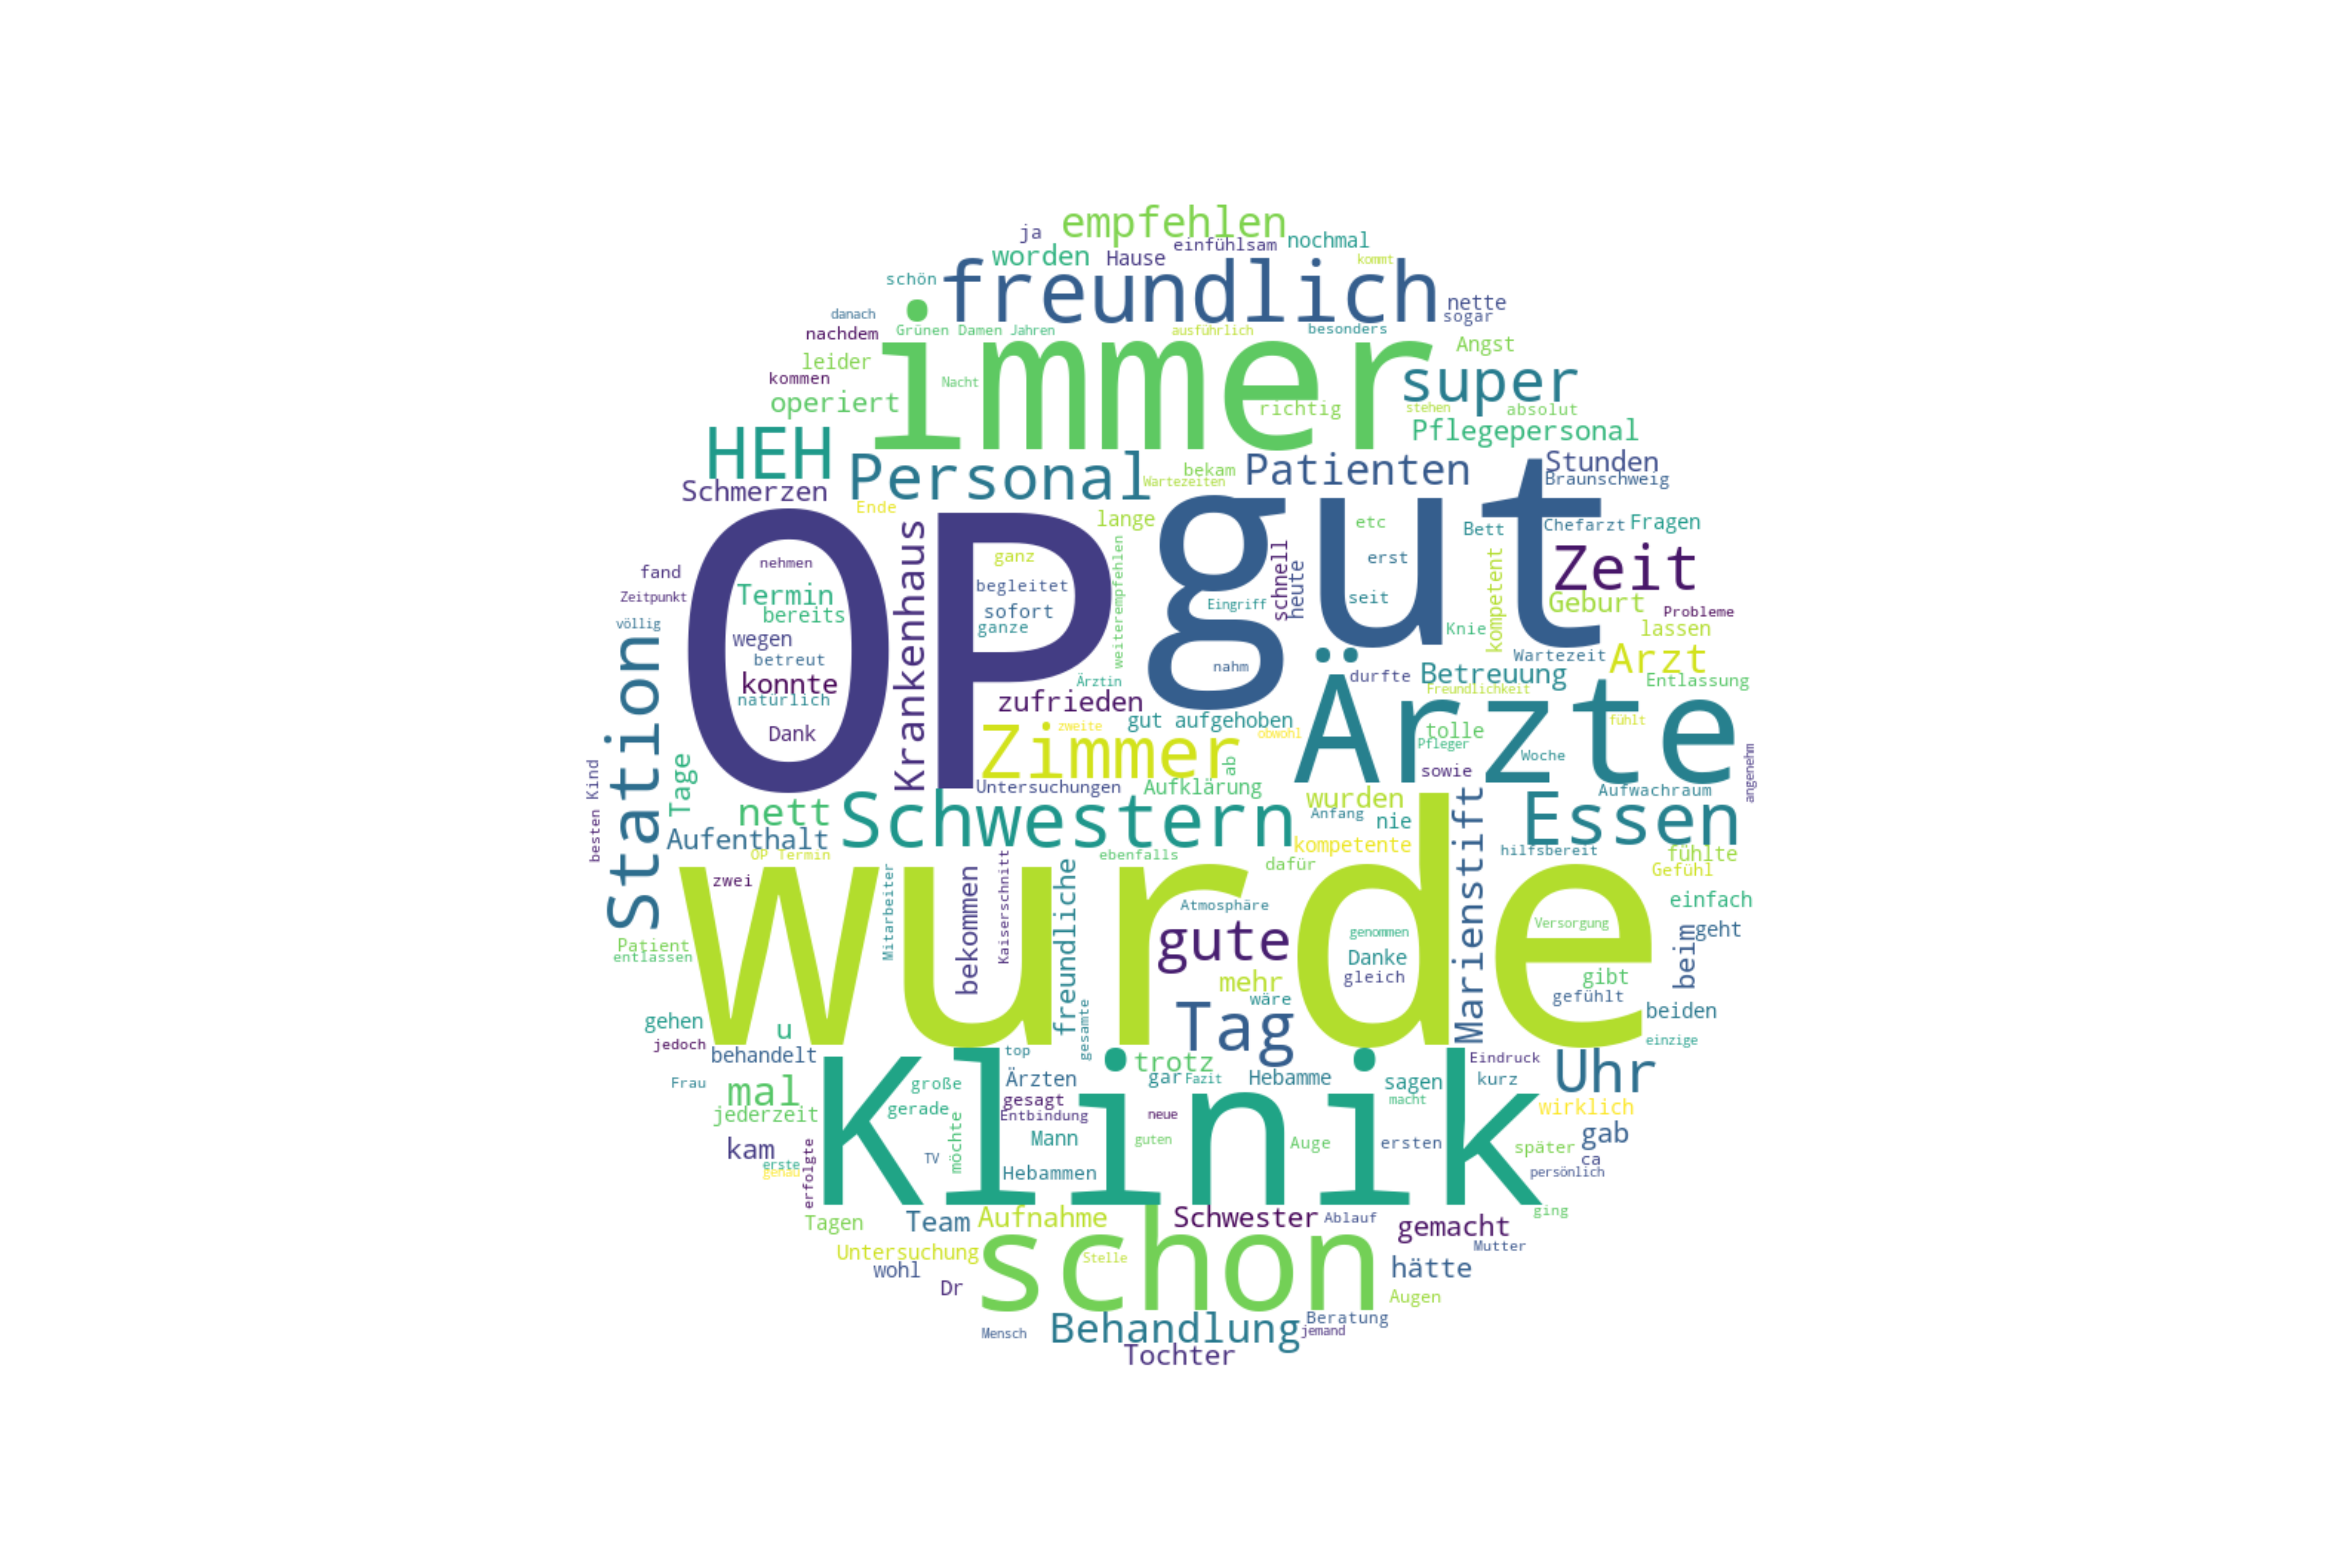 empfehlen
ja
einfühlsam
nochmal
worden
Hause
kommt
schön
freundlich
nette
danach
sogar
nachdem
Grünen Damen
Jahren
ausführlich
besonders
immer
Angst
leider
kommen
Nacht
super
operiert
richtig
stehen
absolut
Pflegepersonal
HEH
Personal
Patienten
Stunden
bekam
Wartezeiten
Braunschweig
Schmerzen
Ende
lange
gut
etc
Bett
Chefarzt
Fragen
OP
Krankenhaus
nehmen
ganz
weiterempfehlen
schnell
heute
erst
kompetent
Zeit
fand
Zeitpunkt
Termin
begleitet
sofort
Eingriff
seit
Geburt
Probleme
bereits
völlig
ganze
Knie
lassen
wegen
betreut
nahm
Wartezeit
Arzt
konnte
Ärztin
durfte
Betreuung
Entlassung
natürlich
zufrieden
Freundlichkeit
Station
Dank
gut aufgehoben
Ärzte
tolle
fühlt
Zimmer
zweite
obwohl
Pfleger
Woche
angenehm
besten
Kind
Tage
ab
sowie
Untersuchungen
Aufklärung
wurden
Marienstift
Aufwachraum
nett
Schwestern
Anfang
nie
Essen
Aufenthalt
OP Termin
ebenfalls
kompetente
hilfsbereit
fühlte
dafür
Gefühl
zwei
wurde
Mitarbeiter
bekommen
Kaiserschnitt
freundliche
Atmosphäre
einfach
Versorgung
Patient
entlassen
gute
genommen
Danke
gleich
beim
geht
mehr
gibt
gefühlt
wäre
gehen
u
gesamte
Tag
beiden
jedoch
behandelt
top
trotz
einzige
Eindruck
Uhr
Frau
mal
große
Ärzten
gar
Fazit
Hebamme
sagen
kurz
jederzeit
gerade
gesagt
Entbindung
neue
macht
wirklich
Klinik
möchte
Mann
guten
Auge
ersten
später
gab
kam
erste
genau
erfolgte
TV
Hebammen
ca
persönlich
Tagen
Team
Aufnahme
Schwester
Ablauf
gemacht
ging
Untersuchung
schon
Stelle
Mutter
wohl
hätte
Dr
Augen
Mensch
Behandlung
Beratung
jemand
Tochter